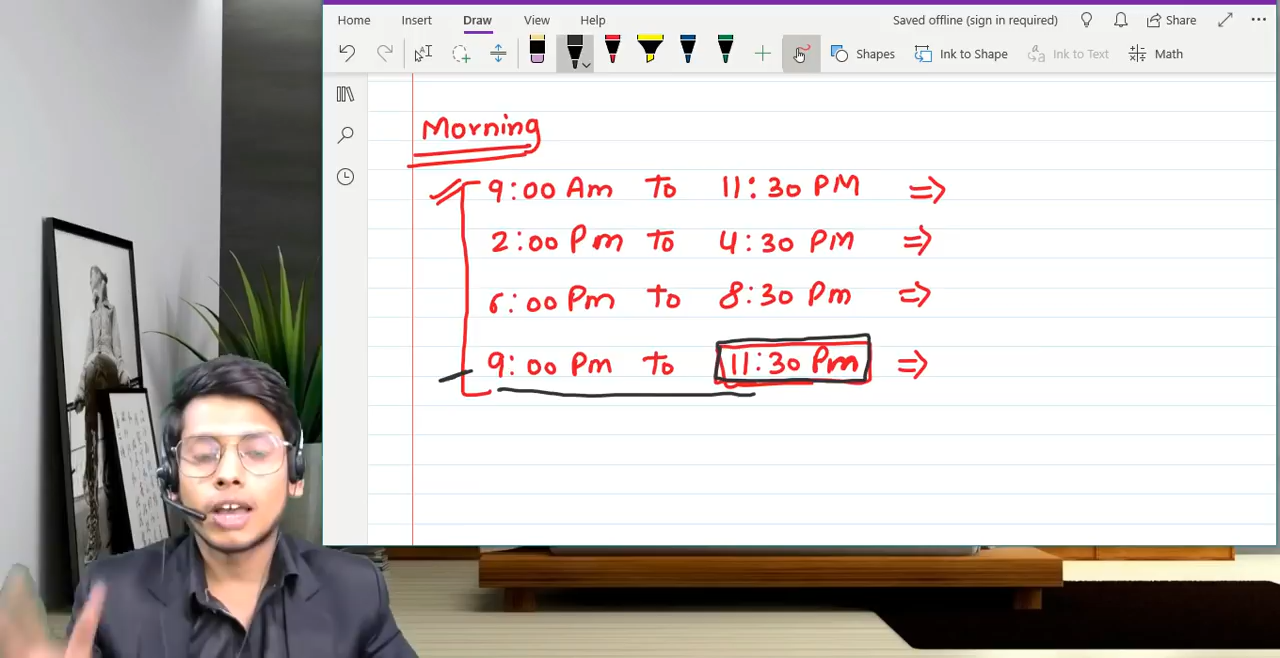 Home Insert Draw View Help Saved offline (sign in required) Share
Shapes Ink to Shape Ink to Text Math
Morning
9:00 Am To 11:30 PM ⇒
2:00 Pm To 4:30 PM ⇒
6:00 Pm To 8:30 Pm ⇒
9:00 Pm To 11:30 Pm ⇒